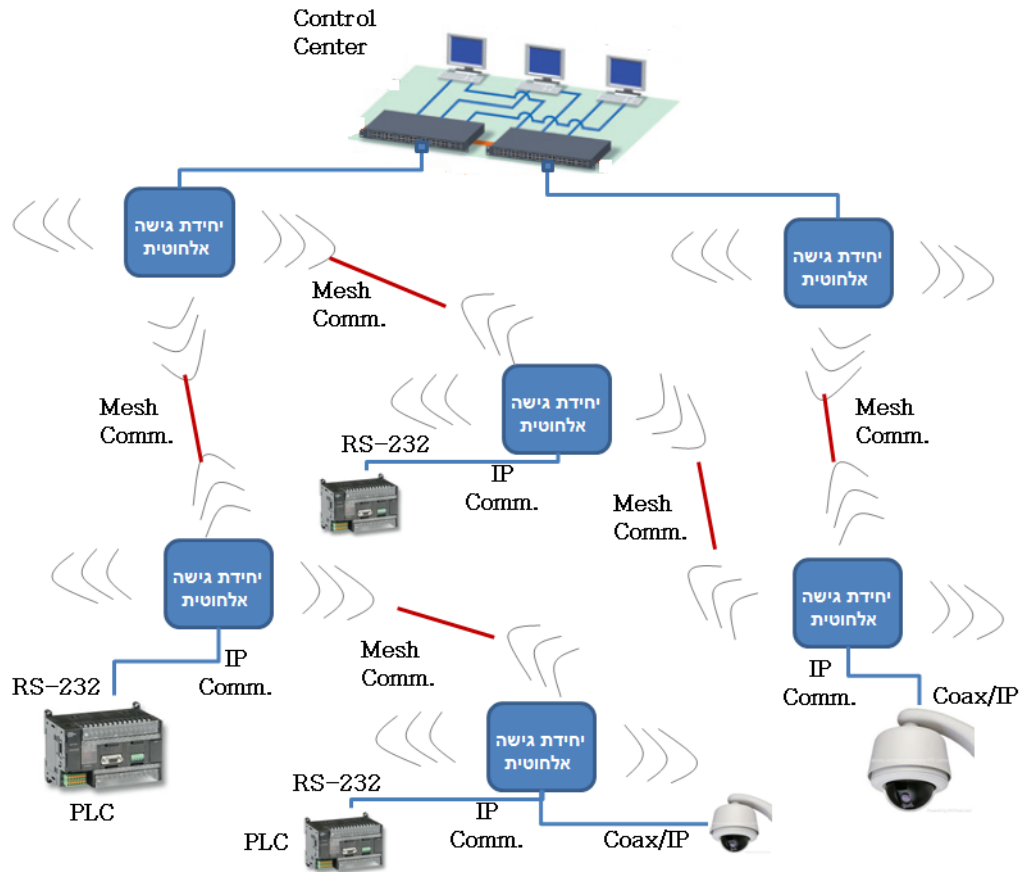 Control
Center
יחידת גישה
אלחוטית
יחידת גישה
אלחוטית
Mesh
Comm.
יחידת גישה
אלחוטית
Mesh
Comm.
Mesh
Comm.
RS-232
IP
Comm.
Mesh
Comm.
יחידת גישה
אלחוטית
יחידת גישה
אלחוטית
Mesh
Comm.
IP
Comm.
RS-232
IP
Comm.
Coax/IP
PLC
יחידת גישה
אלחוטית
RS-232
IP
Comm.
PLC
Coax/IP